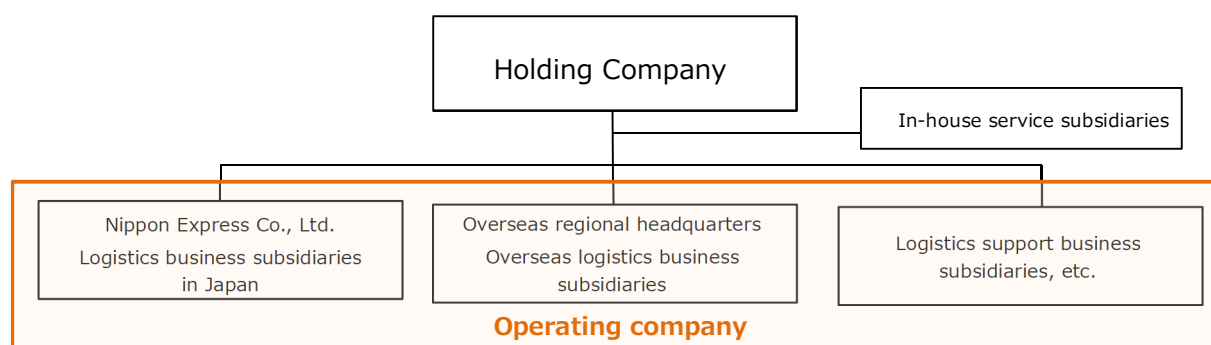 Holding Company
In-house service subsidiaries
Nippon Express Co., Ltd.
Logistics business subsidiaries
in Japan
Overseas regional headquarters
Overseas logistics business
subsidiaries
Logistics support business
subsidiaries, etc.
Operating company